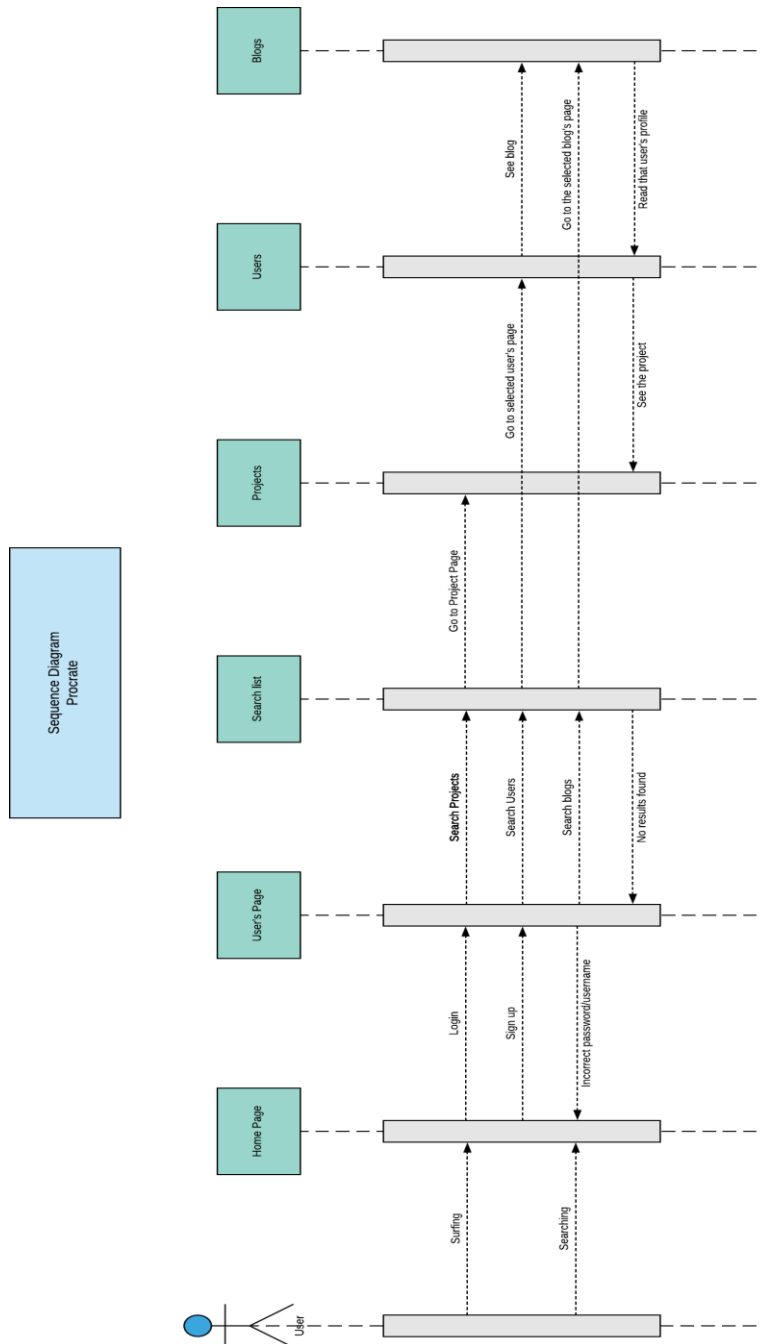 Sequence Diagram
Procrate
User
Home Page
User's Page
Search list
Projects
Users
Blogs
Surfing
Login
Search Projects
Go to Project Page
Sign up
Search Users
Go to selected user's page
See blog
Searching
Incorrect password/username
Search blogs
Go to the selected blog's page
No results found
See the project
Read that user's profile